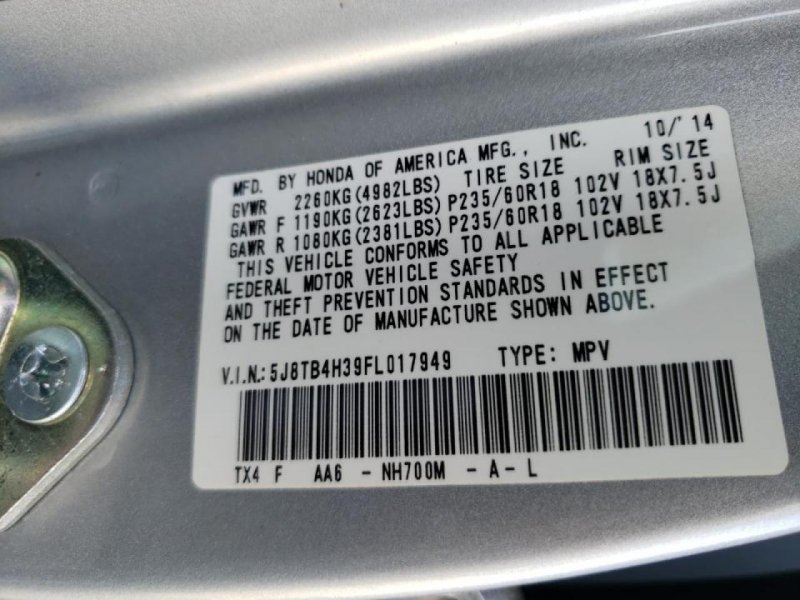 MFD. BY HONDA OF AMERICA MFG., INC. 10/'14
GVWR 2260KG(4982LBS) TIRE SIZE RIM SIZE
GAWR F 1190KG(2623LBS) P235/60R18 102V 18X7.5J
GAWR R 1080KG(2381LBS) P235/60R18 102V 18X7.5J
THIS VEHICLE CONFORMS TO ALL APPLICABLE
FEDERAL MOTOR VEHICLE SAFETY
AND THEFT PREVENTION STANDARDS IN EFFECT
ON THE DATE OF MANUFACTURE SHOWN ABOVE.
V.I.N.: 5J8TB4H39FL017949 TYPE: MPV
TX4 F AA6 - NH700M - A - L